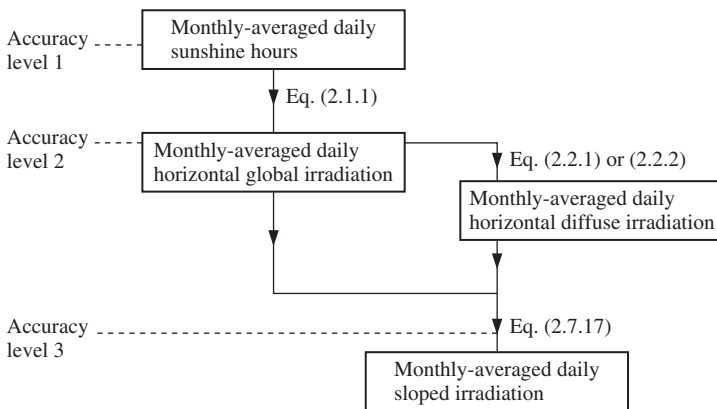 Accuracy
level 1
Monthly-averaged daily
sunshine hours
Eq. (2.1.1)
Accuracy
level 2
Monthly-averaged daily
horizontal global irradiation
Eq. (2.2.1) or (2.2.2)
Monthly-averaged daily
horizontal diffuse irradiation
Accuracy
level 3
Eq. (2.7.17)
Monthly-averaged daily
sloped irradiation